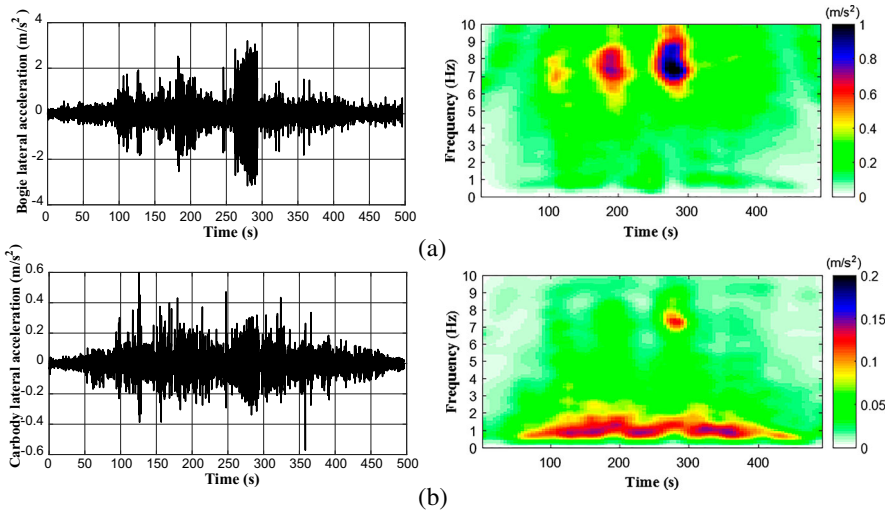 Bogie lateral acceleration (m/s²)
4
2
0
-2
-4
0 50 100 150 200 250 300 350 400 450 500
Time (s)
Frequency (Hz)
10
9
8
7
6
5
4
3
2
1
0
100 200 300 400
Time (s)
(m/s²)
1
0.8
0.6
0.4
0.2
0
(a)
Carbody lateral acceleration (m/s²)
0.6
0.4
0.2
0
-0.2
-0.4
-0.6
0 50 100 150 200 250 300 350 400 450 500
Time (s)
Frequency (Hz)
10
9
8
7
6
5
4
3
2
1
0
100 200 300 400
Time (s)
(m/s²)
0.2
0.15
0.1
0.05
0
(b)